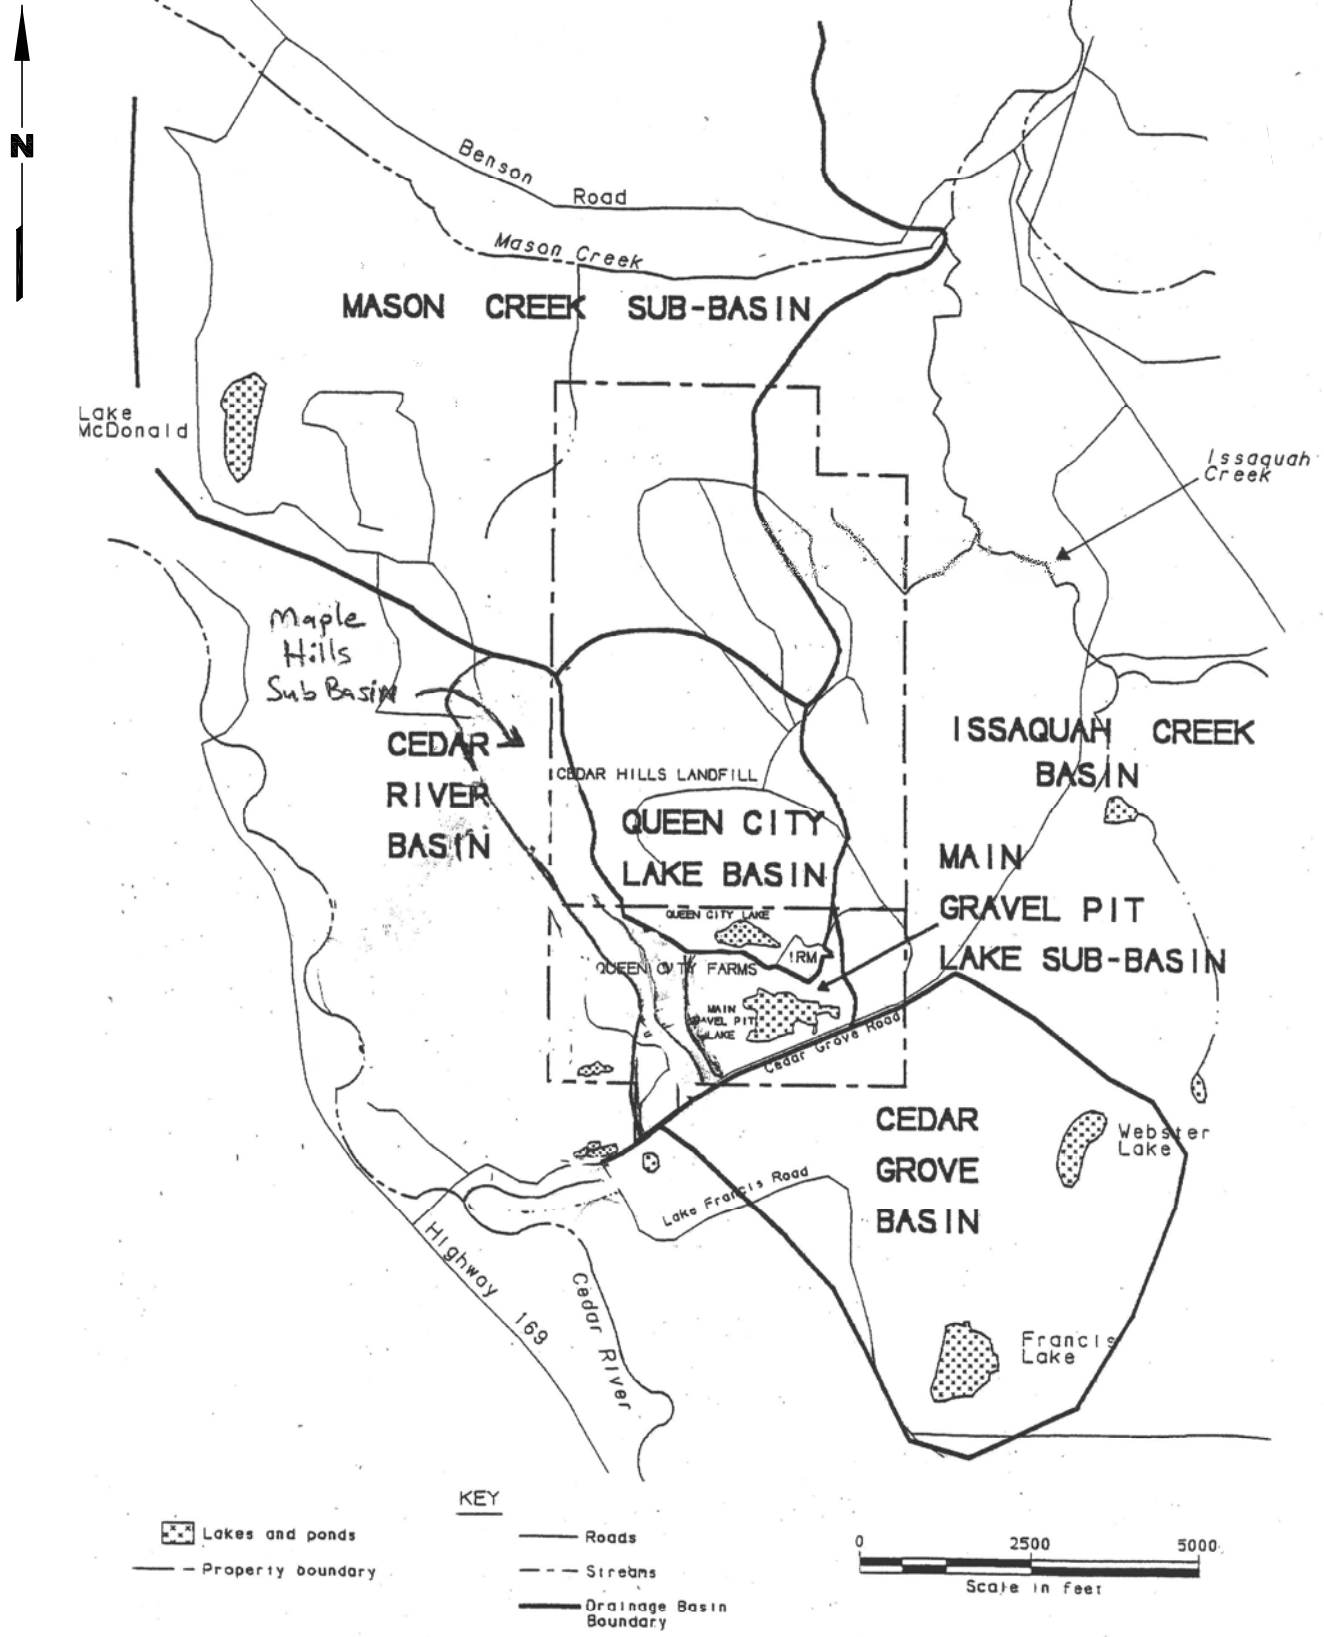 N
Benson
Road
Mason Creek
MASON CREEK SUB-BASIN
Lake
McDonald
Issaquah
Creek
Maple
Hills
Sub Basin
CEDAR
RIVER
BASIN
ISSAQUAH CREEK
BASIN
CEDAR HILLS LANDFILL
QUEEN CITY
LAKE BASIN
MAIN
GRAVEL PIT
LAKE SUB-BASIN
QUEEN CITY LAKE
IRM
QUEEN CITY FARMS
MAIN
GRAVEL PIT
LAKE
Cedar Grove Road
CEDAR
GROVE
BASIN
Webster
Lake
Lake Francis Road
Highway 169
Cedar River
Francis
Lake
KEY
Lakes and ponds
Property boundary
Roads
Streams
Drainage Basin
Boundary
0 2500 5000
Scale in feet